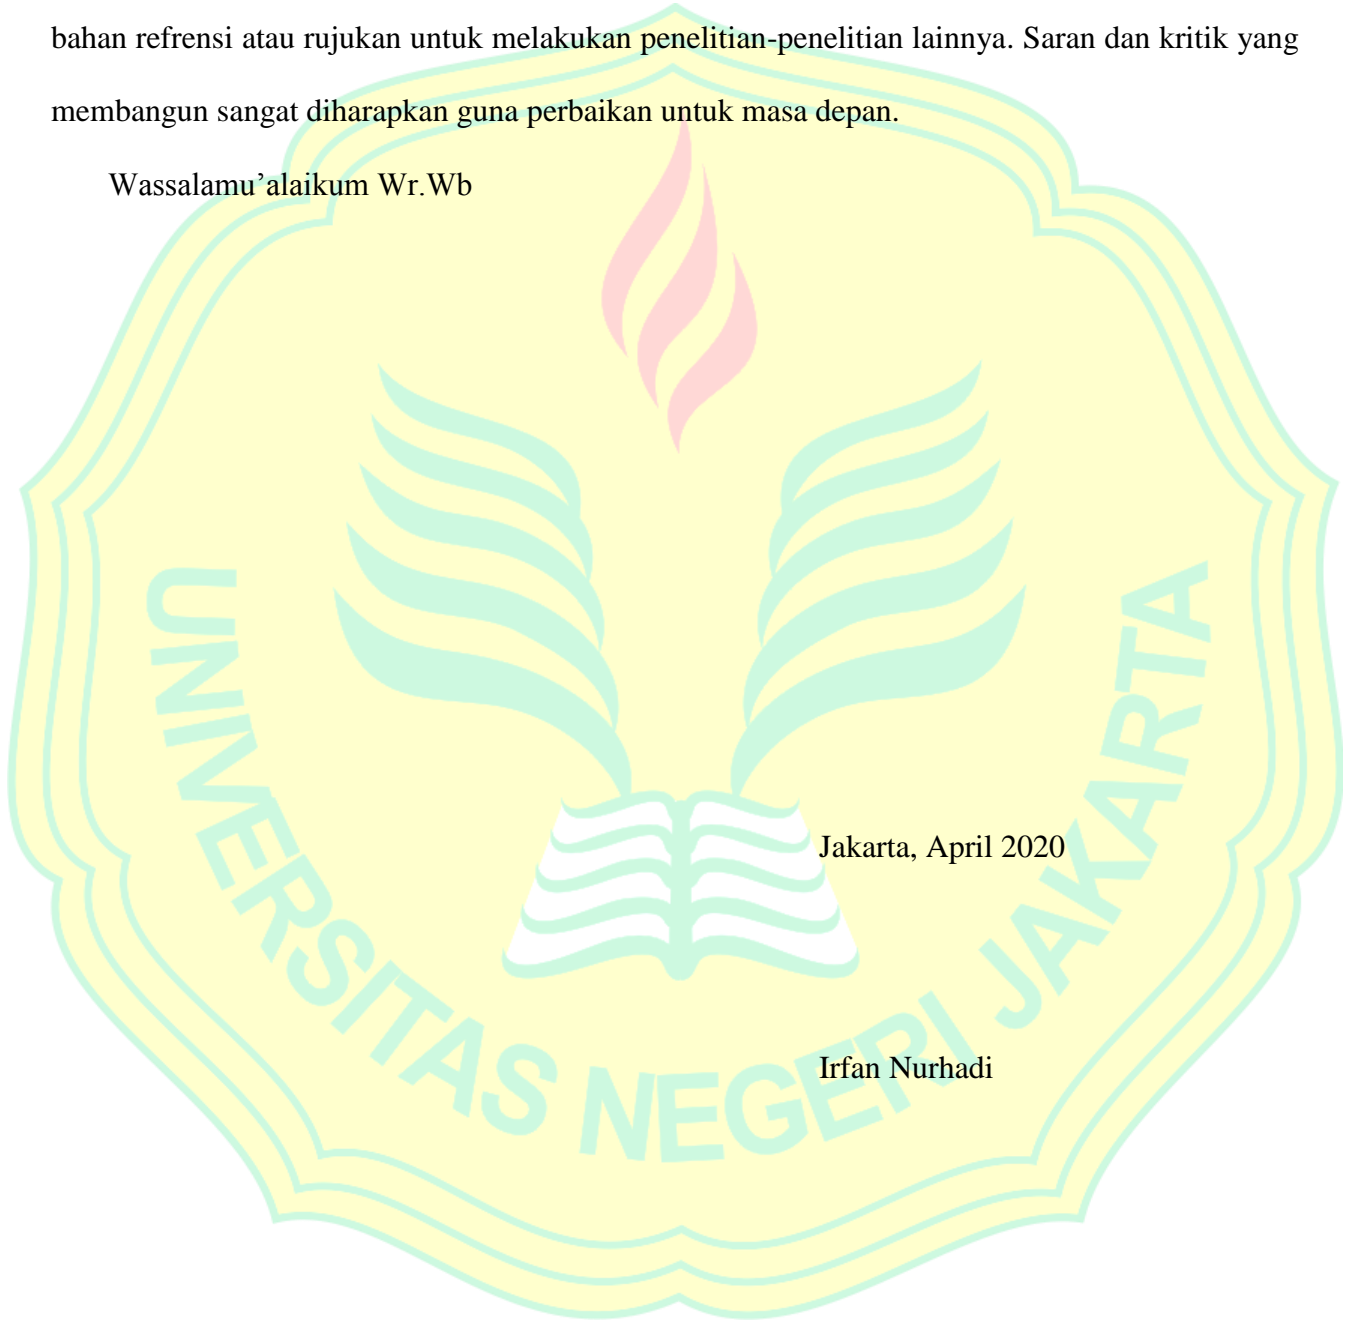 bahan refrensi atau rujukan untuk melakukan penelitian-penelitian lainnya. Saran dan kritik yang
membangun sangat diharapkan guna perbaikan untuk masa depan.
Wassalamu’alaikum Wr.Wb
Jakarta, April 2020
Irfan Nurhadi
UNIVERSITAS NEGERI JAKARTA